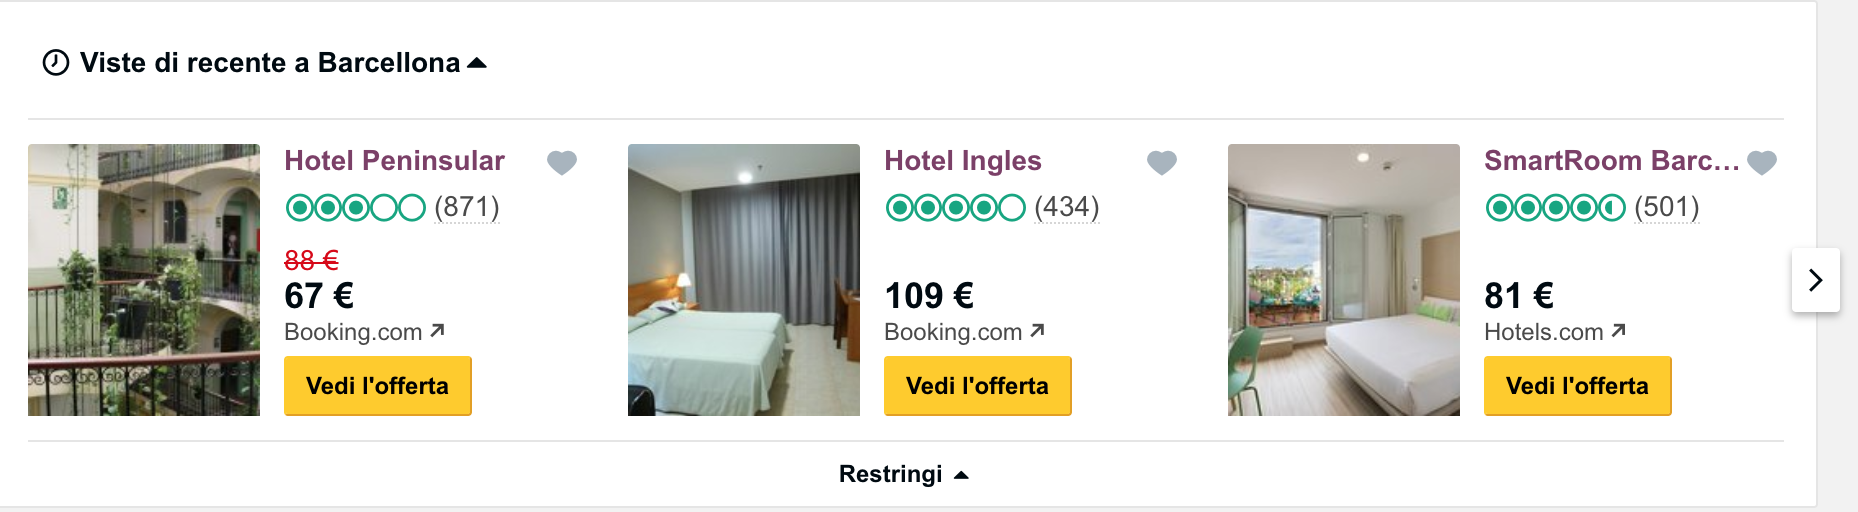 Viste di recente a Barcellona
Hotel Peninsular
(871)
88 €
67 €
Booking.com
Vedi l'offerta
Hotel Ingles
(434)
109 €
Booking.com
Vedi l'offerta
SmartRoom Barc...
(501)
81 €
Hotels.com
Vedi l'offerta
Restringi